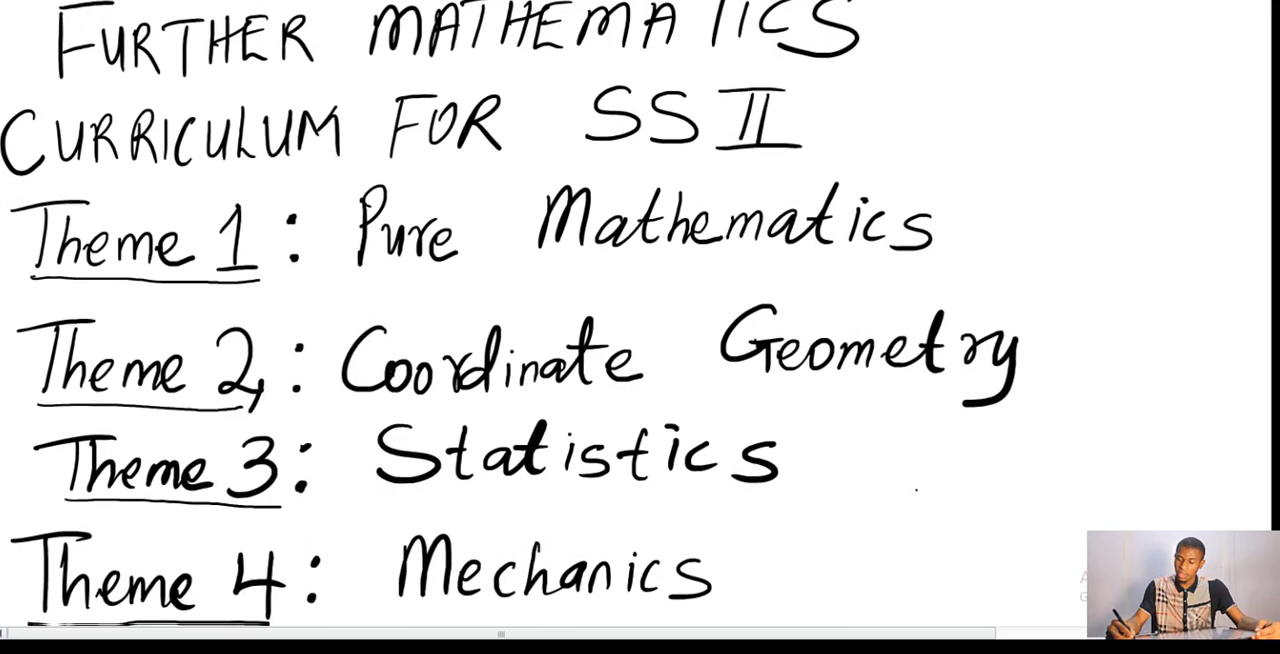 FURTHER MATHEMATICS
CURRICULUM FOR SS II
Theme 1: Pure Mathematics
Theme 2: Coordinate Geometry
Theme 3: Statistics
Theme 4: Mechanics